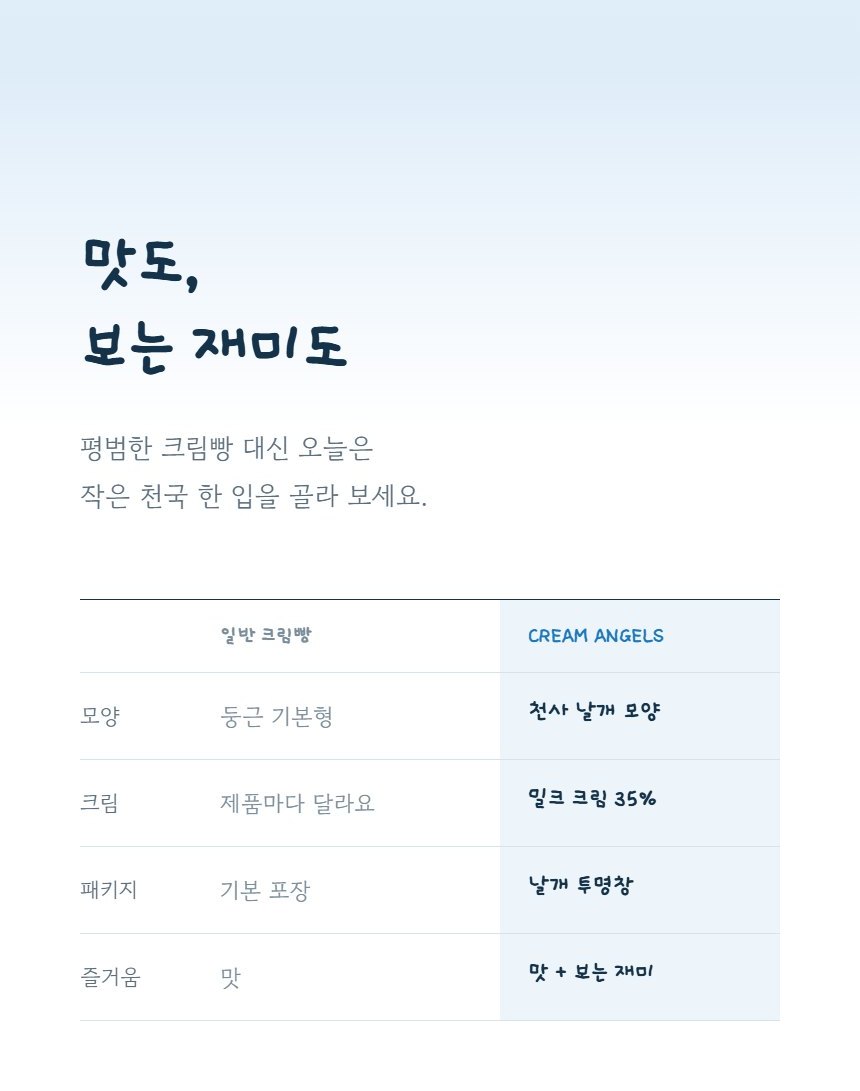 맛도,
보는 재미도
평범한 크림빵 대신 오늘은
작은 천국 한 입을 골라 보세요.
일반 크림빵 CREAM ANGELS
모양 둥근 기본형 천사 날개 모양
크림 제품마다 달라요 밀크 크림 35%
패키지 기본 포장 날개 투명창
즐거움 맛 맛 + 보는 재미